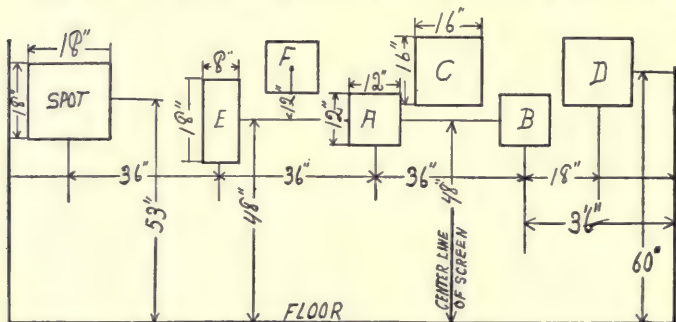 18"
16"
8"
F
16"
C
D
18"
SPOT
18"
E
12"
12"
12"
A
B
36"
36"
36"
18"
53"
48"
48"
36"
60"
CENTER LINE
OF SCREEN
FLOOR